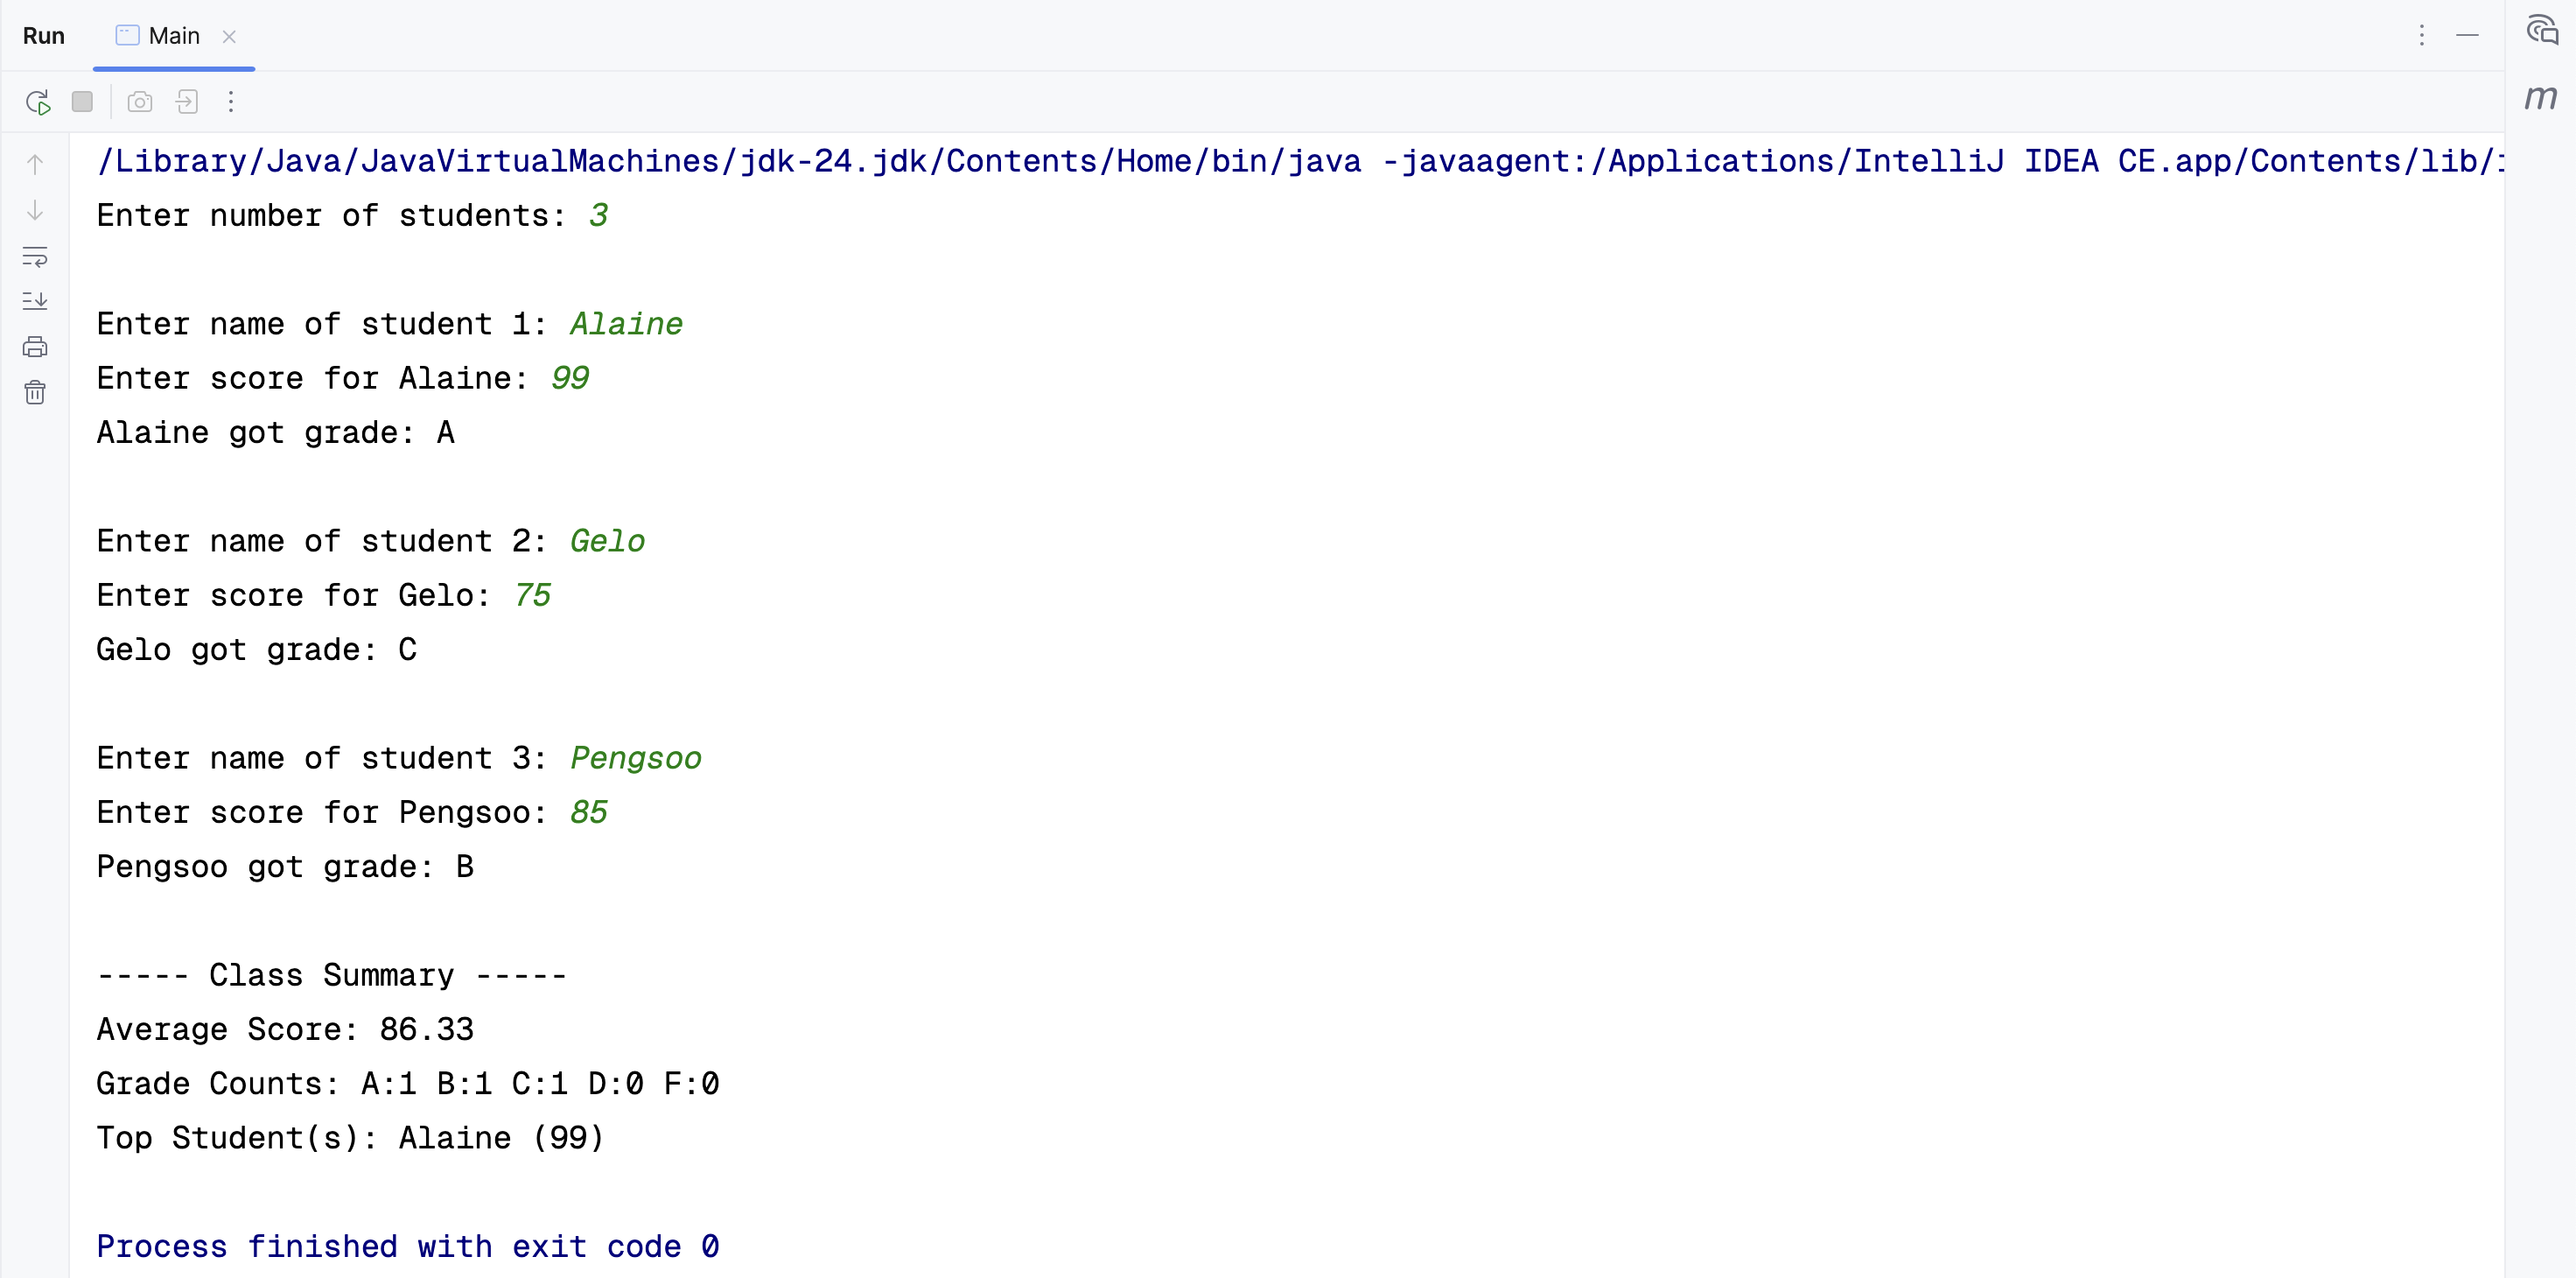 Run Main
/Library/Java/JavaVirtualMachines/jdk-24.jdk/Contents/Home/bin/java -javaagent:/Applications/IntelliJ IDEA CE.app/Contents/lib/
Enter number of students: 3
Enter name of student 1: Alaine
Enter score for Alaine: 99
Alaine got grade: A
Enter name of student 2: Gelo
Enter score for Gelo: 75
Gelo got grade: C
Enter name of student 3: Pengsoo
Enter score for Pengsoo: 85
Pengsoo got grade: B
----- Class Summary -----
Average Score: 86.33
Grade Counts: A:1 B:1 C:1 D:0 F:0
Top Student(s): Alaine (99)
Process finished with exit code 0
m